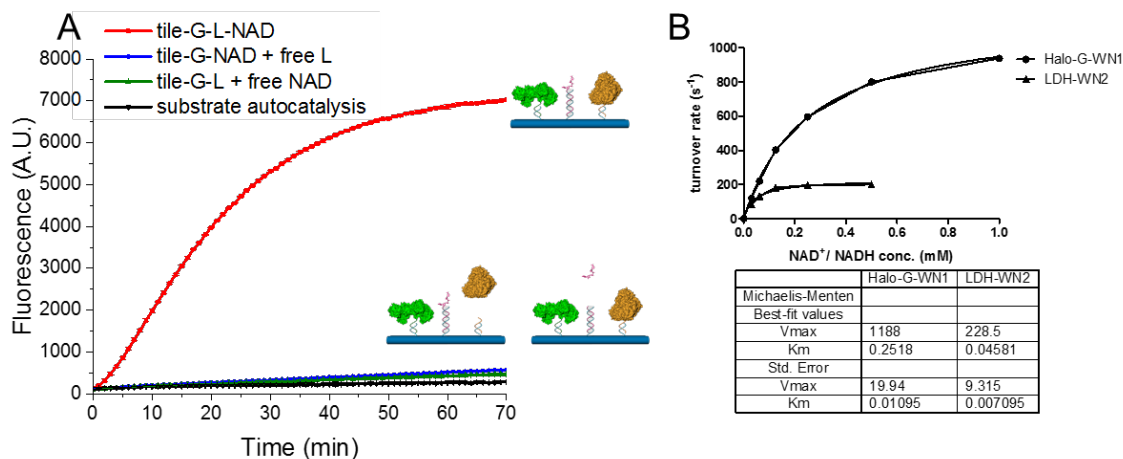 A
tile-G-L-NAD
tile-G-NAD + free L
tile-G-L + free NAD
substrate autocatalysis
8000
7000
6000
5000
4000
3000
2000
1000
0
Fluorescence (A.U.)
0 10 20 30 40 50 60 70
Time (min)
B
1000
800
600
400
200
0
turnover rate (s⁻¹)
0.0 0.2 0.4 0.6 0.8 1.0
NAD⁺/ NADH conc. (mM)
Halo-G-WN1
LDH-WN2
Halo-G-WN1 LDH-WN2
Michaelis-Menten
Best-fit values
Vmax 1188 228.5
Km 0.2518 0.04581
Std. Error
Vmax 19.94 9.315
Km 0.01095 0.007095